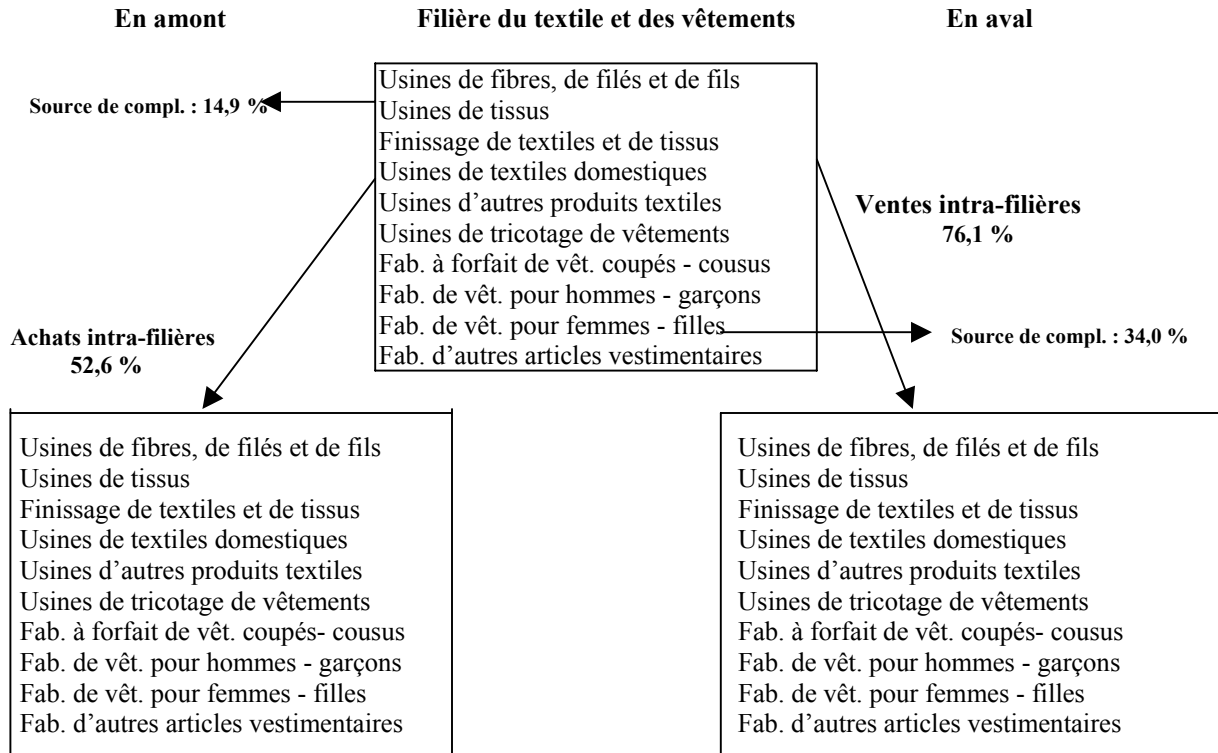 En amont
Filière du textile et des vêtements
En aval
Usines de fibres, de filés et de fils
Usines de tissus
Finissage de textiles et de tissus
Usines de textiles domestiques
Usines d’autres produits textiles
Usines de tricotage de vêtements
Fab. à forfait de vêt. coupés - cousus
Fab. de vêt. pour hommes - garçons
Fab. de vêt. pour femmes - filles
Fab. d’autres articles vestimentaires
Source de compl. : 14,9 %
Ventes intra-filières
76,1 %
Achats intra-filières
52,6 %
Source de compl. : 34,0 %
Usines de fibres, de filés et de fils
Usines de tissus
Finissage de textiles et de tissus
Usines de textiles domestiques
Usines d’autres produits textiles
Usines de tricotage de vêtements
Fab. à forfait de vêt. coupés- cousus
Fab. de vêt. pour hommes - garçons
Fab. de vêt. pour femmes - filles
Fab. d’autres articles vestimentaires
Usines de fibres, de filés et de fils
Usines de tissus
Finissage de textiles et de tissus
Usines de textiles domestiques
Usines d’autres produits textiles
Usines de tricotage de vêtements
Fab. à forfait de vêt. coupés- cousus
Fab. de vêt. pour hommes - garçons
Fab. de vêt. pour femmes - filles
Fab. d’autres articles vestimentaires